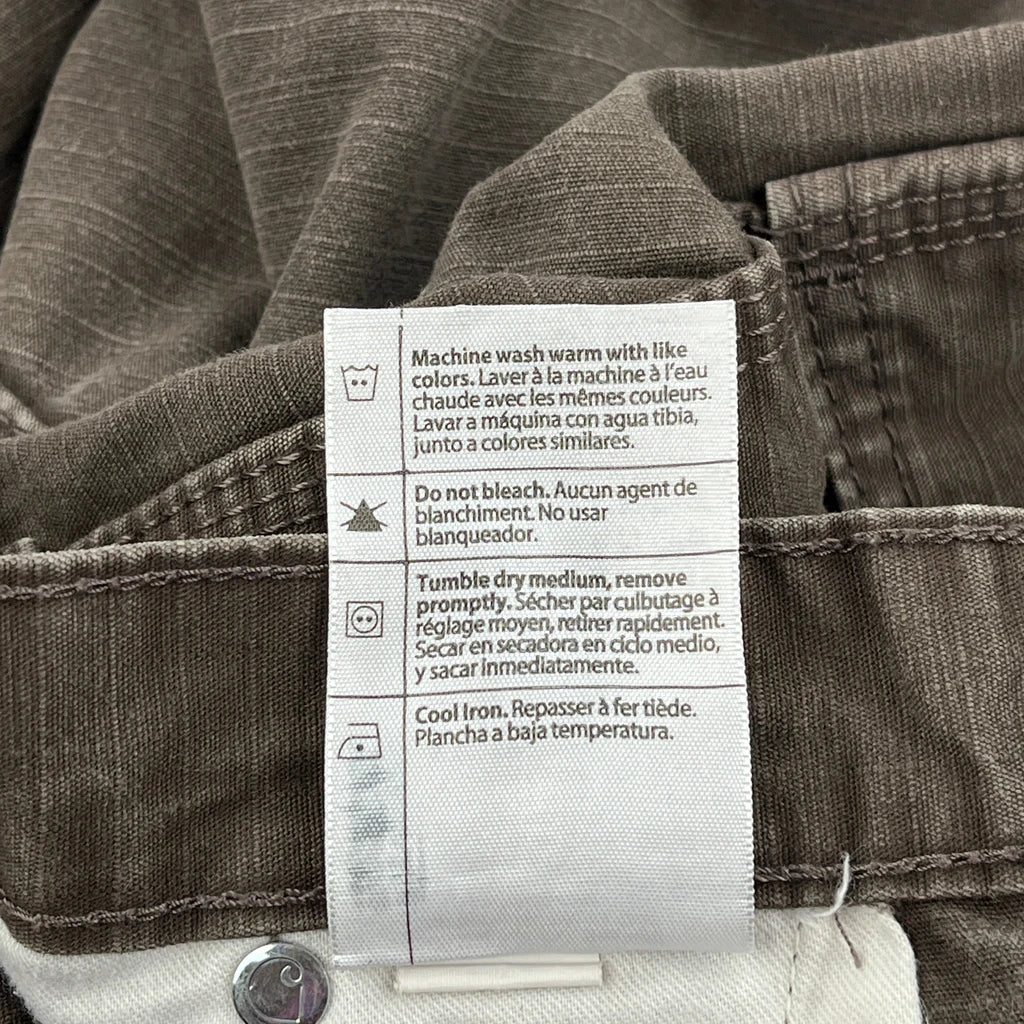 Machine wash warm with like
colors. Laver à la machine à l'eau
chaude avec les mêmes couleurs.
Lavar a máquina con agua tibia,
junto a colores similares.
Do not bleach. Aucun agent de
blanchiment. No usar
blanqueador.
Tumble dry medium, remove
promptly. Sécher par culbutage à
réglage moyen, retirer rapidement.
Secar en secadora en ciclo medio,
y sacar inmediatamente.
Cool Iron. Repasser à fer tiède.
Plancha a baja temperatura.